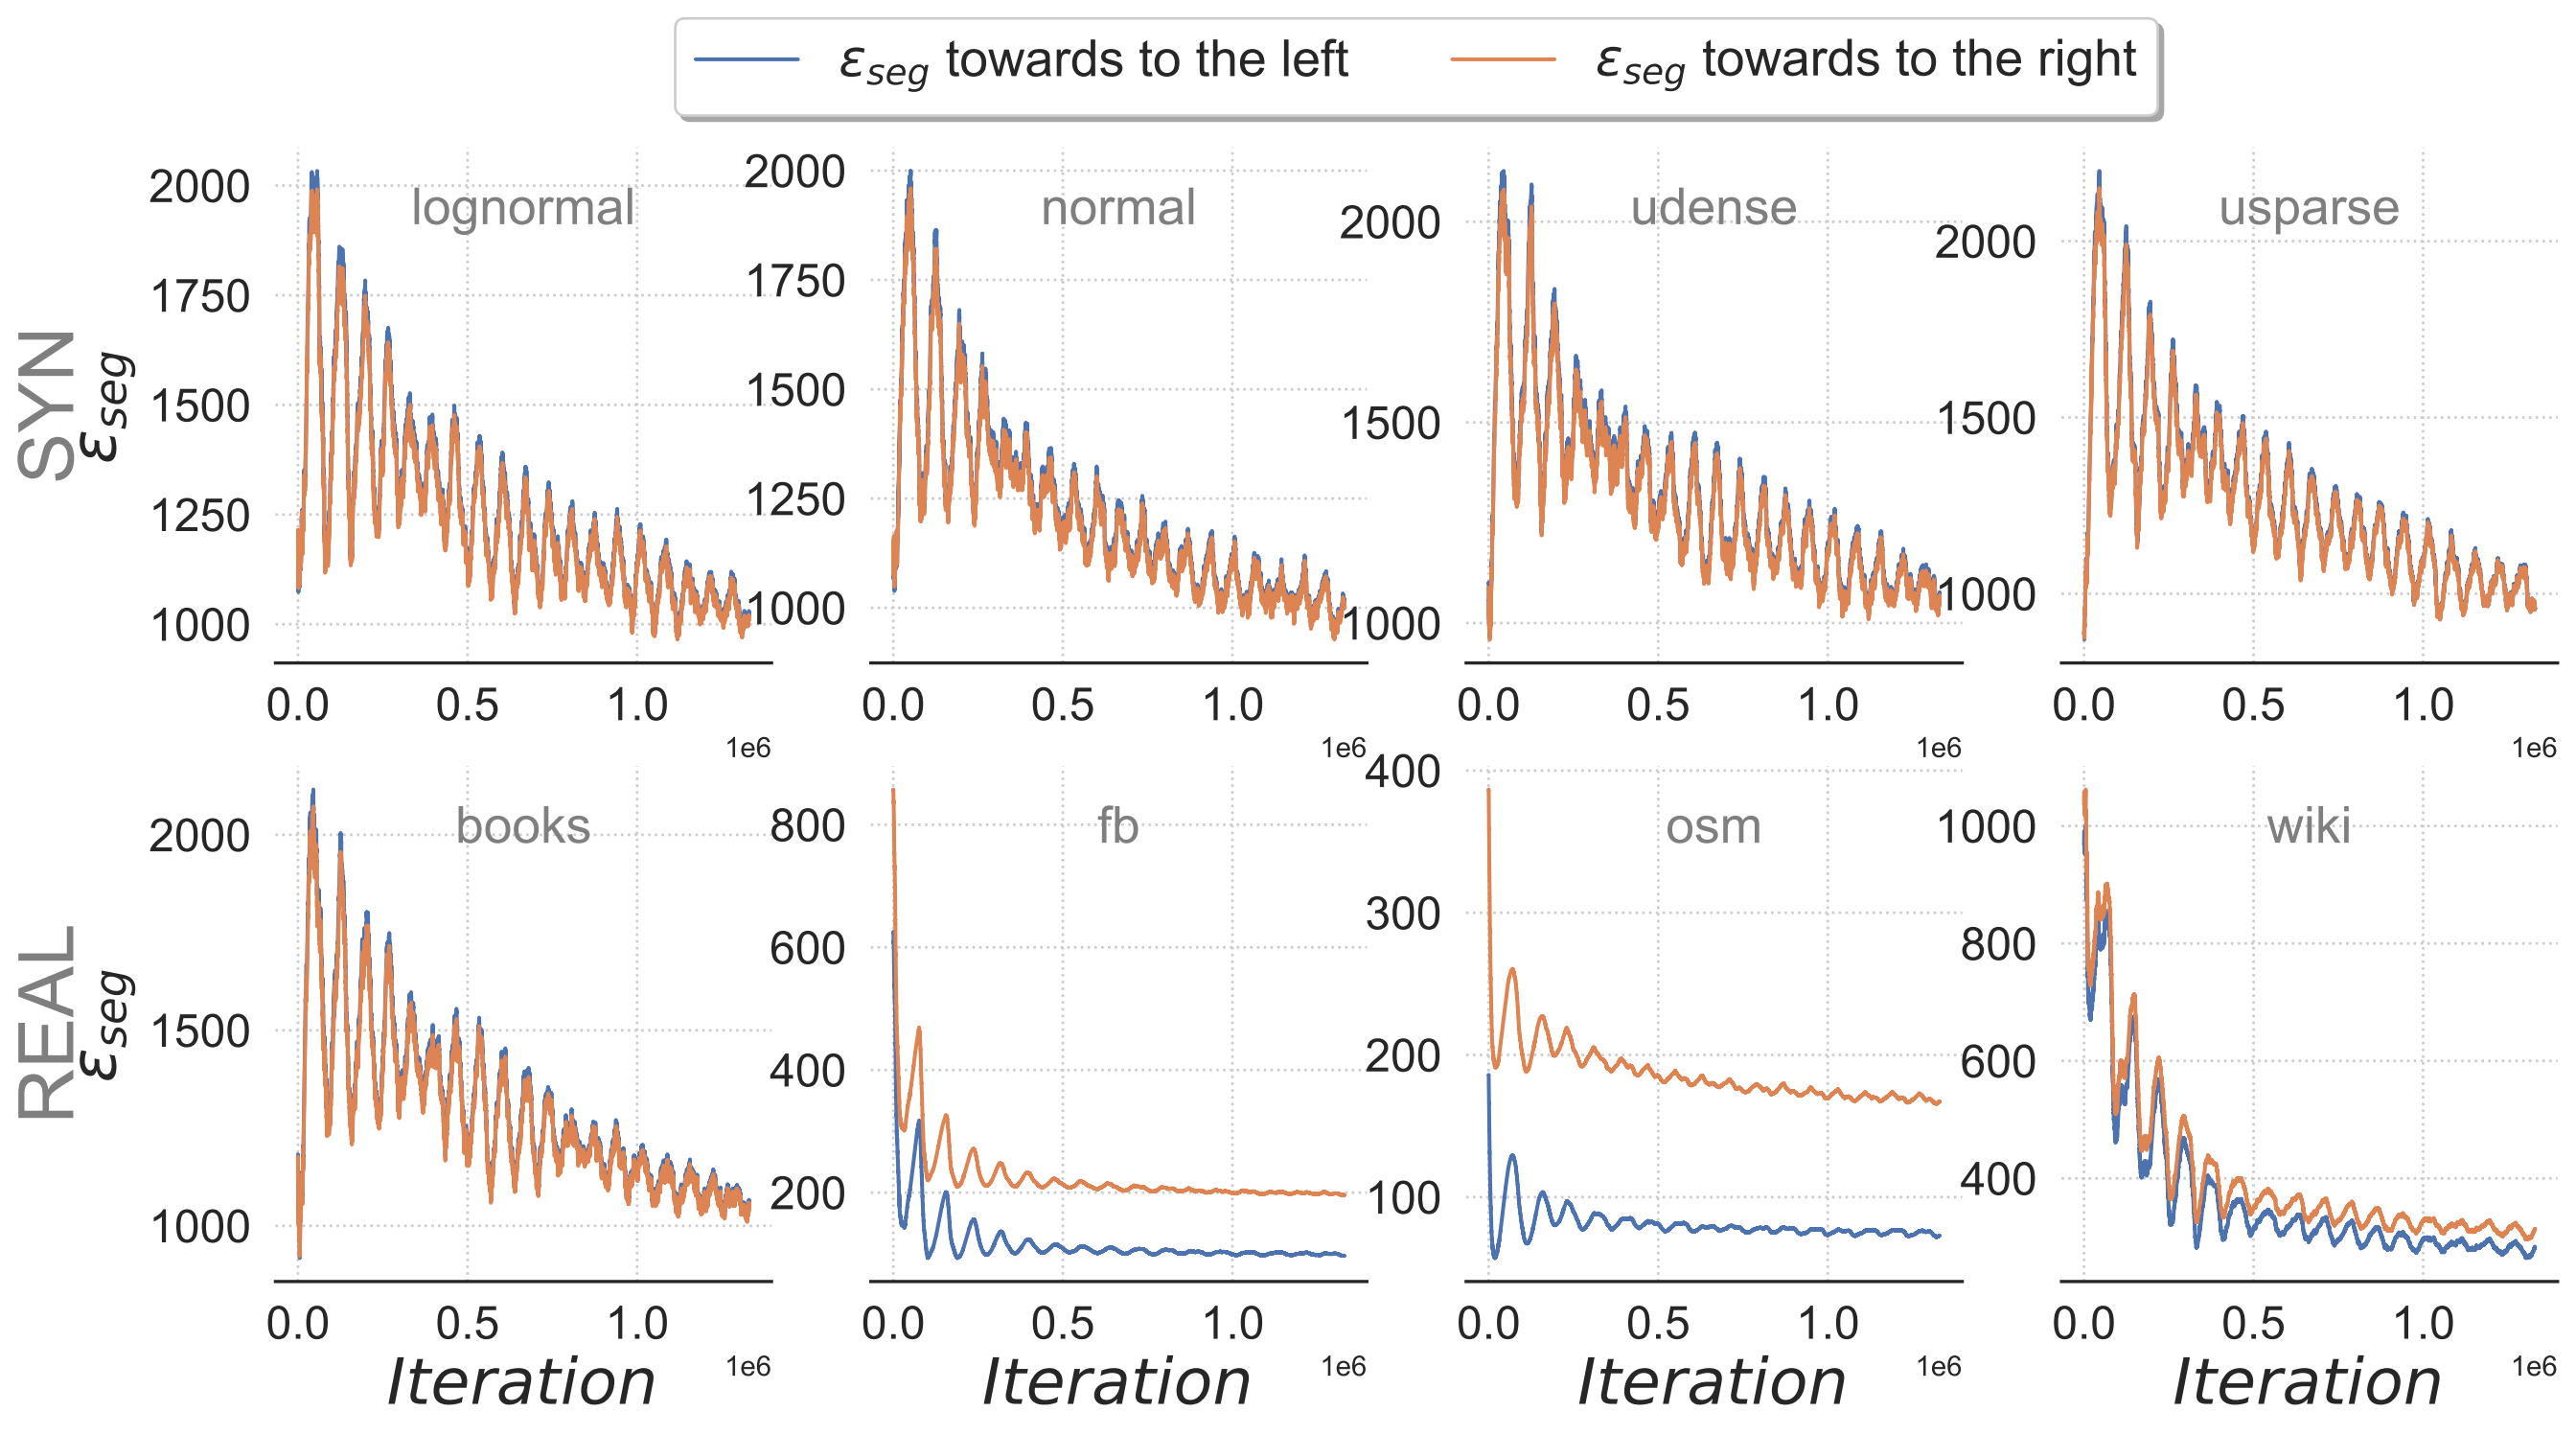 ε_seg towards to the left ε_seg towards to the right
SYN
ε_seg
lognormal
2000
1750
1500
1250
1000
0.0 0.5 1.0
1e6
normal
2000
1750
1500
1250
1000
0.0 0.5 1.0
1e6
udense
2000
1500
1000
0.0 0.5 1.0
1e6
usparse
2000
1500
1000
0.0 0.5 1.0
1e6
REAL
ε_seg
books
2000
1500
1000
0.0 0.5 1.0
1e6
Iteration
fb
800
600
400
200
0.0 0.5 1.0
1e6
Iteration
osm
400
300
200
100
0.0 0.5 1.0
1e6
Iteration
wiki
1000
800
600
400
0.0 0.5 1.0
1e6
Iteration